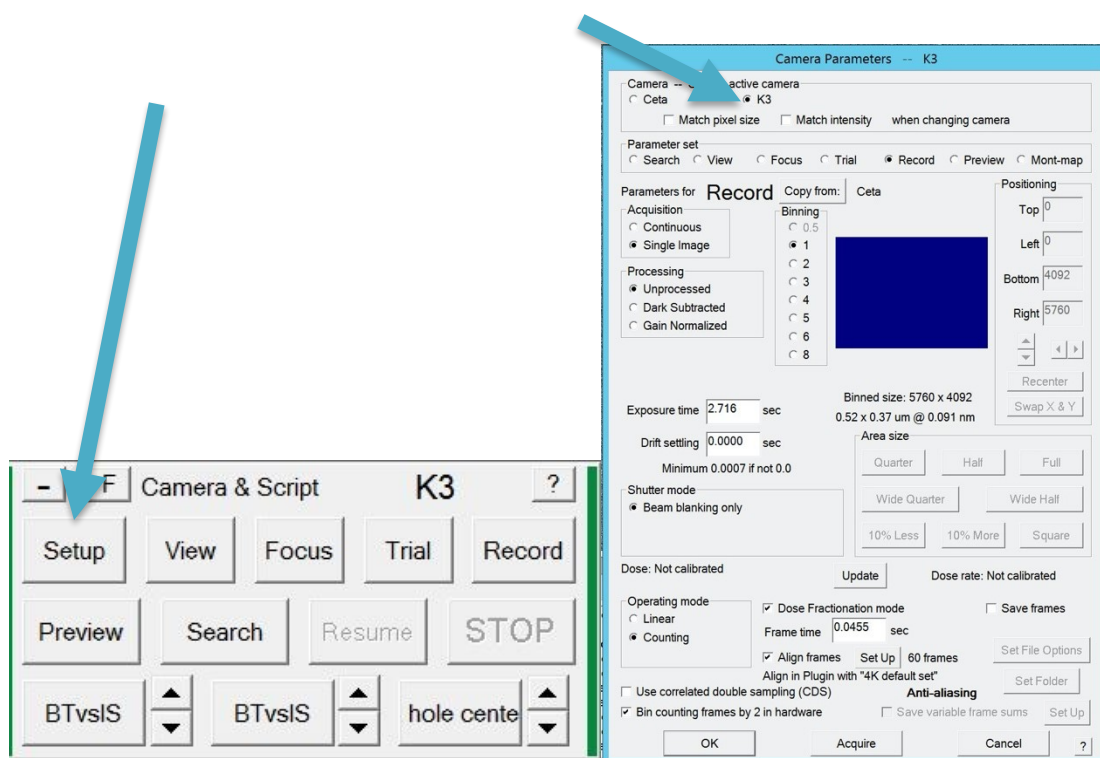 - F Camera & Script K3 ?
Setup View Focus Trial Record
Preview Search Resume STOP
BTvsIS BTvsIS hole cente
Camera Parameters -- K3
Camera -- active camera
Ceta K3
Match pixel size Match intensity when changing camera
Parameter set
Search View Focus Trial Record Preview Mont-map
Parameters for Record Copy from: Ceta
Positioning
Top 0
Left 0
Bottom 4092
Right 5760
Recenter
Swap X & Y
Acquisition
Continuous
Single Image
Processing
Unprocessed
Dark Subtracted
Gain Normalized
Binning
0.5
1
2
3
4
5
6
8
Exposure time 2.716 sec
Binned size: 5760 x 4092
0.52 x 0.37 um @ 0.091 nm
Drift settling 0.0000 sec
Minimum 0.0007 if not 0.0
Area size
Quarter Half Full
Wide Quarter Wide Half
10% Less 10% More Square
Shutter mode
Beam blanking only
Dose: Not calibrated Update Dose rate: Not calibrated
Operating mode
Linear
Counting
Dose Fractionation mode Save frames
Frame time 0.0455 sec
Set File Options
Align frames Set Up 60 frames
Align in Plugin with "4K default set"
Set Folder
Use correlated double sampling (CDS) Anti-aliasing
Bin counting frames by 2 in hardware Save variable frame sums Set Up
OK Acquire Cancel ?